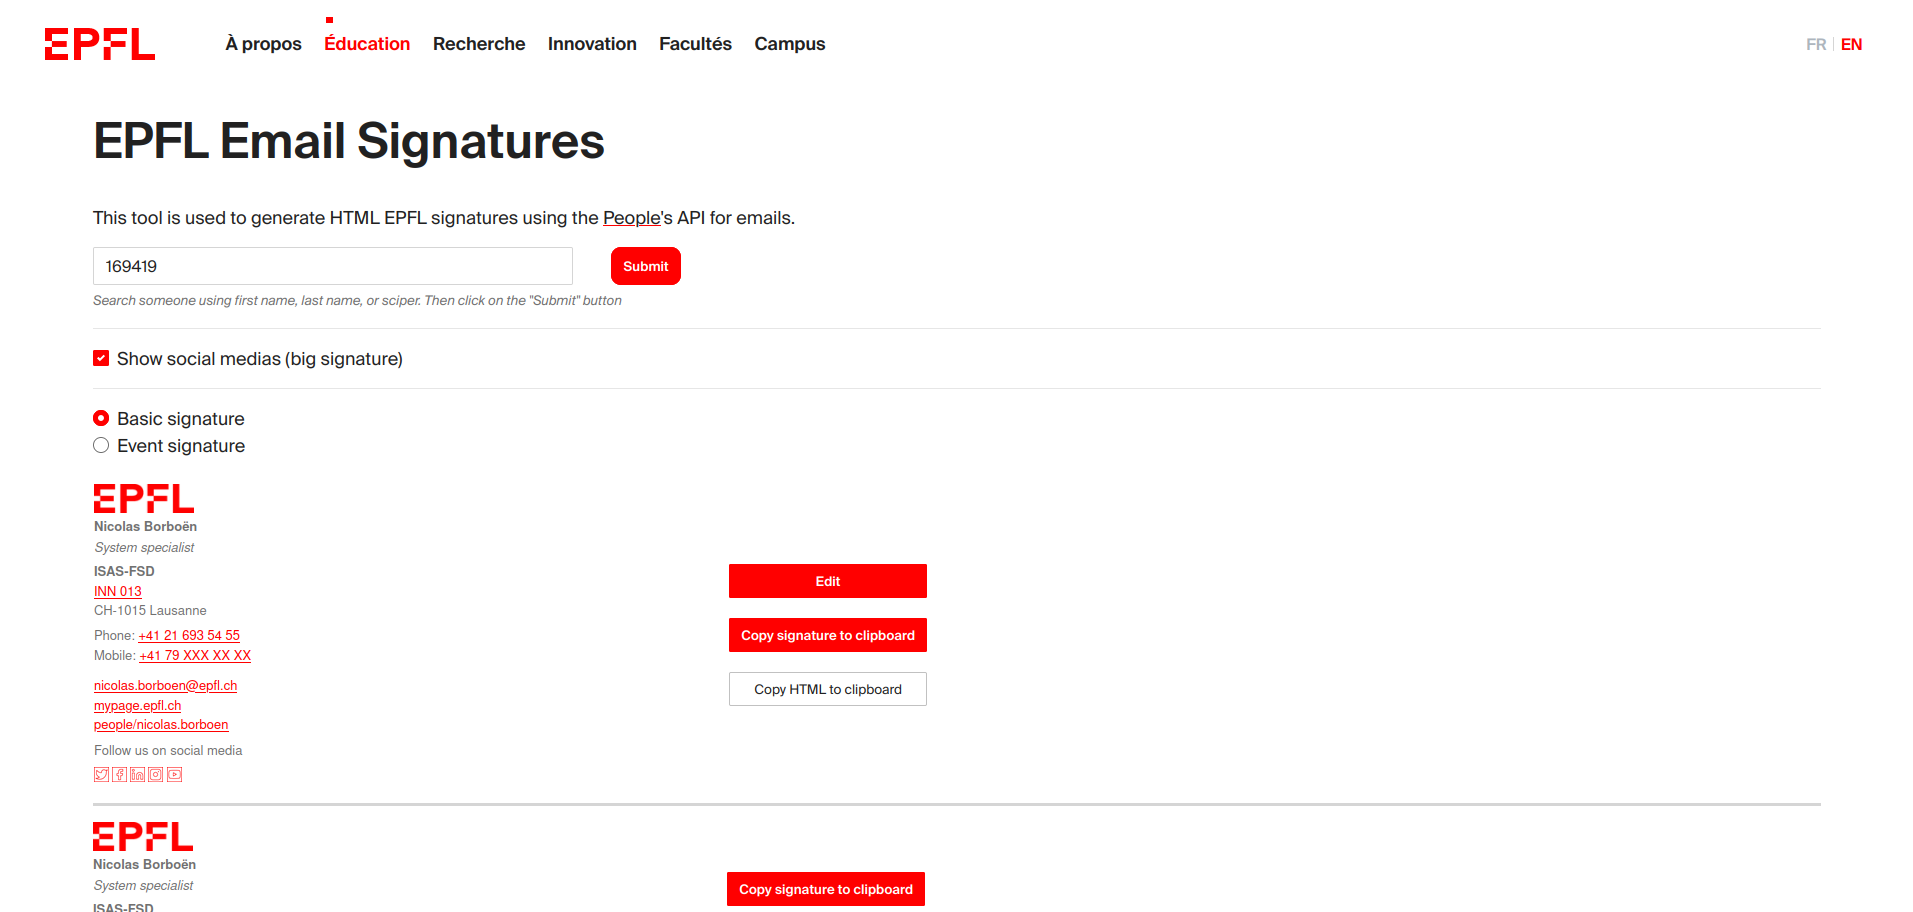 EPFL
À propos Éducation Recherche Innovation Facultés Campus
FR | EN
EPFL Email Signatures
This tool is used to generate HTML EPFL signatures using the People's API for emails.
169419
Submit
Search someone using first name, last name, or sciper. Then click on the "Submit" button
Show social medias (big signature)
Basic signature
Event signature
EPFL
Nicolas Borboën
System specialist
ISAS-FSD
INN 013
CH-1015 Lausanne
Phone: +41 21 693 54 55
Mobile: +41 79 XXX XX XX
nicolas.borboen@epfl.ch
mypage.epfl.ch
people/nicolas.borboen
Follow us on social media
Edit
Copy signature to clipboard
Copy HTML to clipboard
EPFL
Nicolas Borboën
System specialist
ISAS-FSD
Copy signature to clipboard